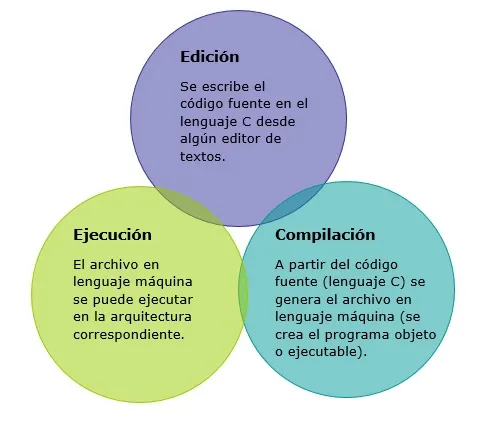 Edición
Se escribe el
código fuente en el
lenguaje C desde
algún editor de
textos.
Ejecución
El archivo en
lenguaje máquina
se puede ejecutar
en la arquitectura
correspondiente.
Compilación
A partir del código
fuente (lenguaje C) se
genera el archivo en
lenguaje máquina (se
crea el programa objeto
o ejecutable).